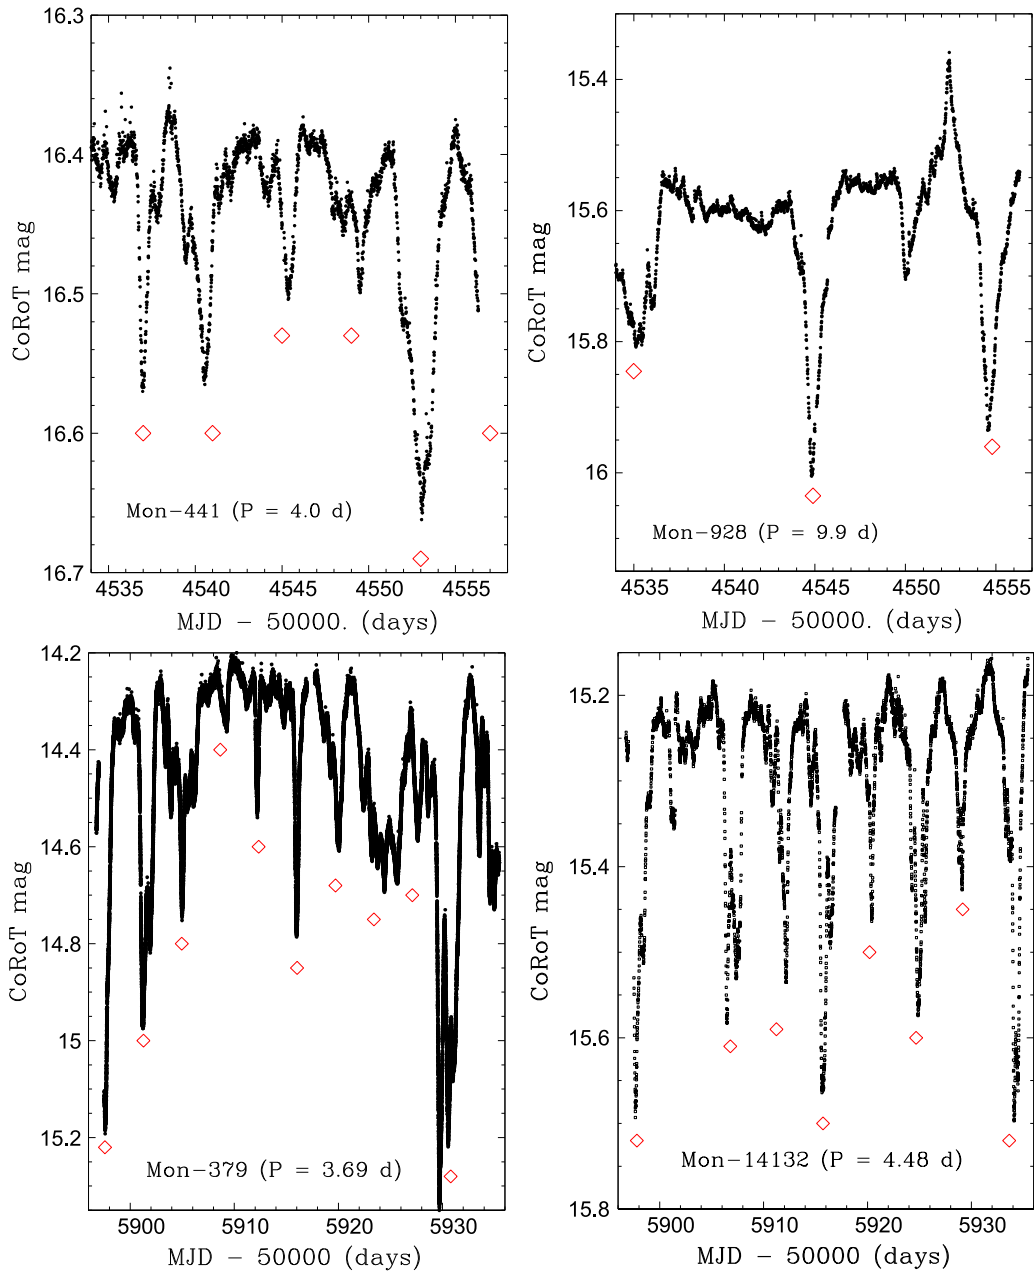 16.3
16.4
16.5
16.6
16.7
CoRoT mag
Mon−441 (P = 4.0 d)
4535 4540 4545 4550 4555
MJD − 50000. (days)
15.4
15.6
15.8
16
CoRoT mag
Mon−928 (P = 9.9 d)
4535 4540 4545 4550 4555
MJD − 50000. (days)
14.2
14.4
14.6
14.8
15
15.2
CoRoT mag
Mon−379 (P = 3.69 d)
5900 5910 5920 5930
MJD − 50000 (days)
15.2
15.4
15.6
15.8
CoRoT mag
Mon−14132 (P = 4.48 d)
5900 5910 5920 5930
MJD − 50000 (days)